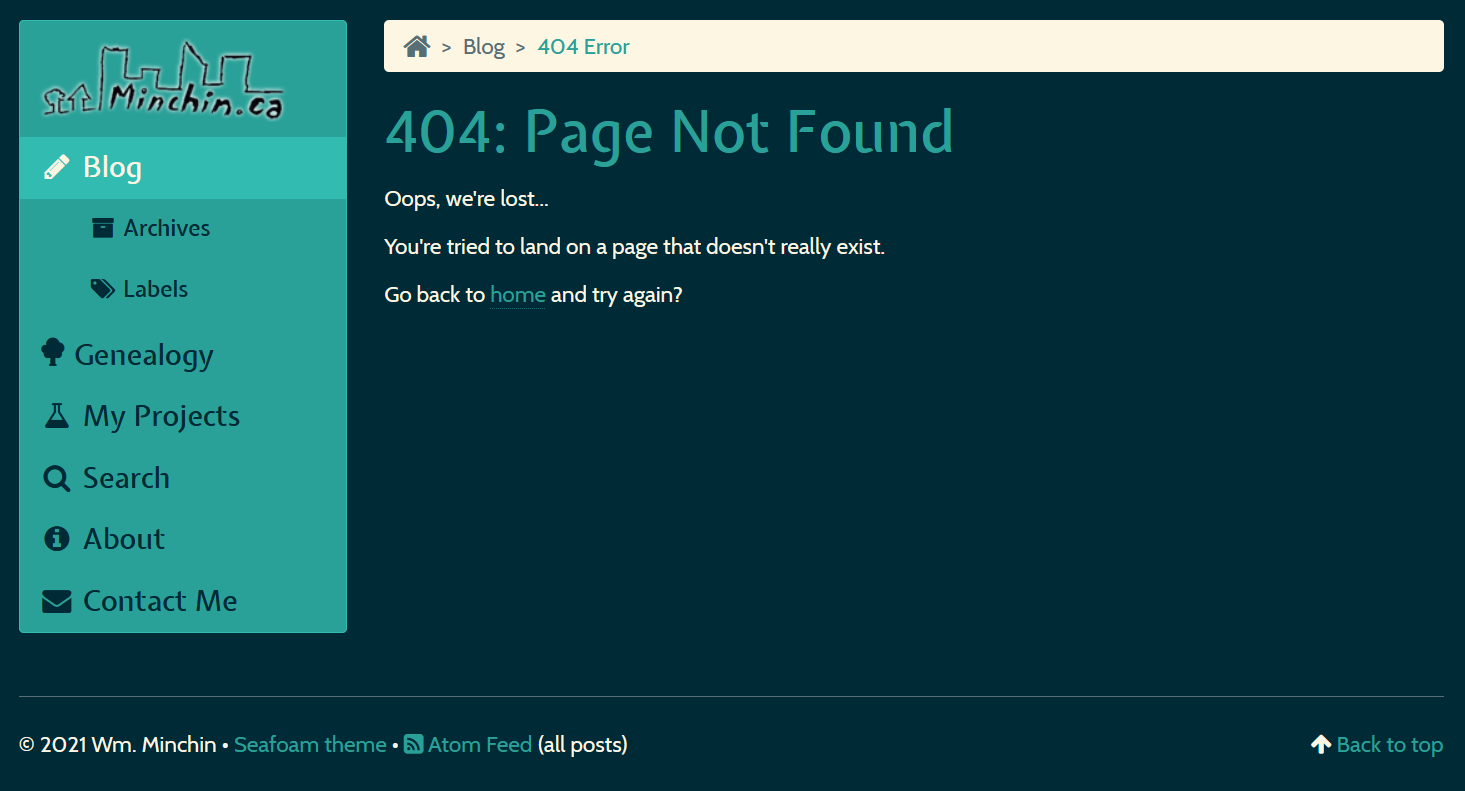 Minchin.ca
Blog
Archives
Labels
Genealogy
My Projects
Search
About
Contact Me
> Blog > 404 Error
404: Page Not Found
Oops, we're lost...
You're tried to land on a page that doesn't really exist.
Go back to home and try again?
© 2021 Wm. Minchin • Seafoam theme • Atom Feed (all posts)
Back to top